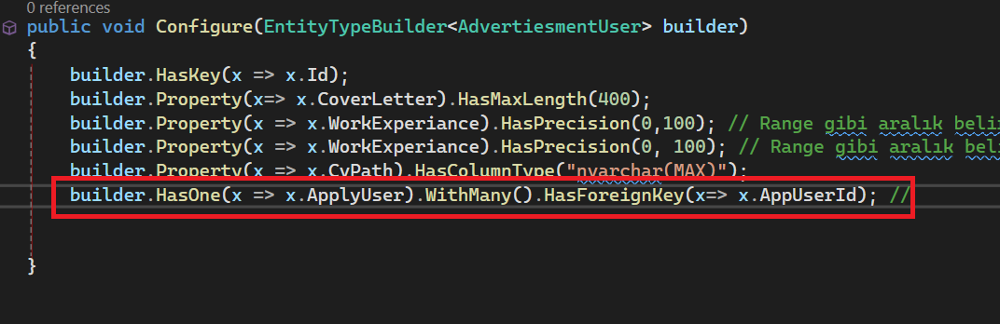 0 references
public void Configure(EntityTypeBuilder<AdvertiesmentUser> builder)
{
builder.HasKey(x => x.Id);
builder.Property(x=> x.CoverLetter).HasMaxLength(400);
builder.Property(x => x.WorkExperiance).HasPrecision(0,100); // Range gibi aralık
builder.Property(x => x.WorkExperiance).HasPrecision(0, 100); // Range gibi aralık
builder.Property(x => x.CvPath).HasColumnType("nvarchar(MAX)");
builder.HasOne(x => x.ApplyUser).WithMany().HasForeignKey(x=> x.AppUserId); //
}